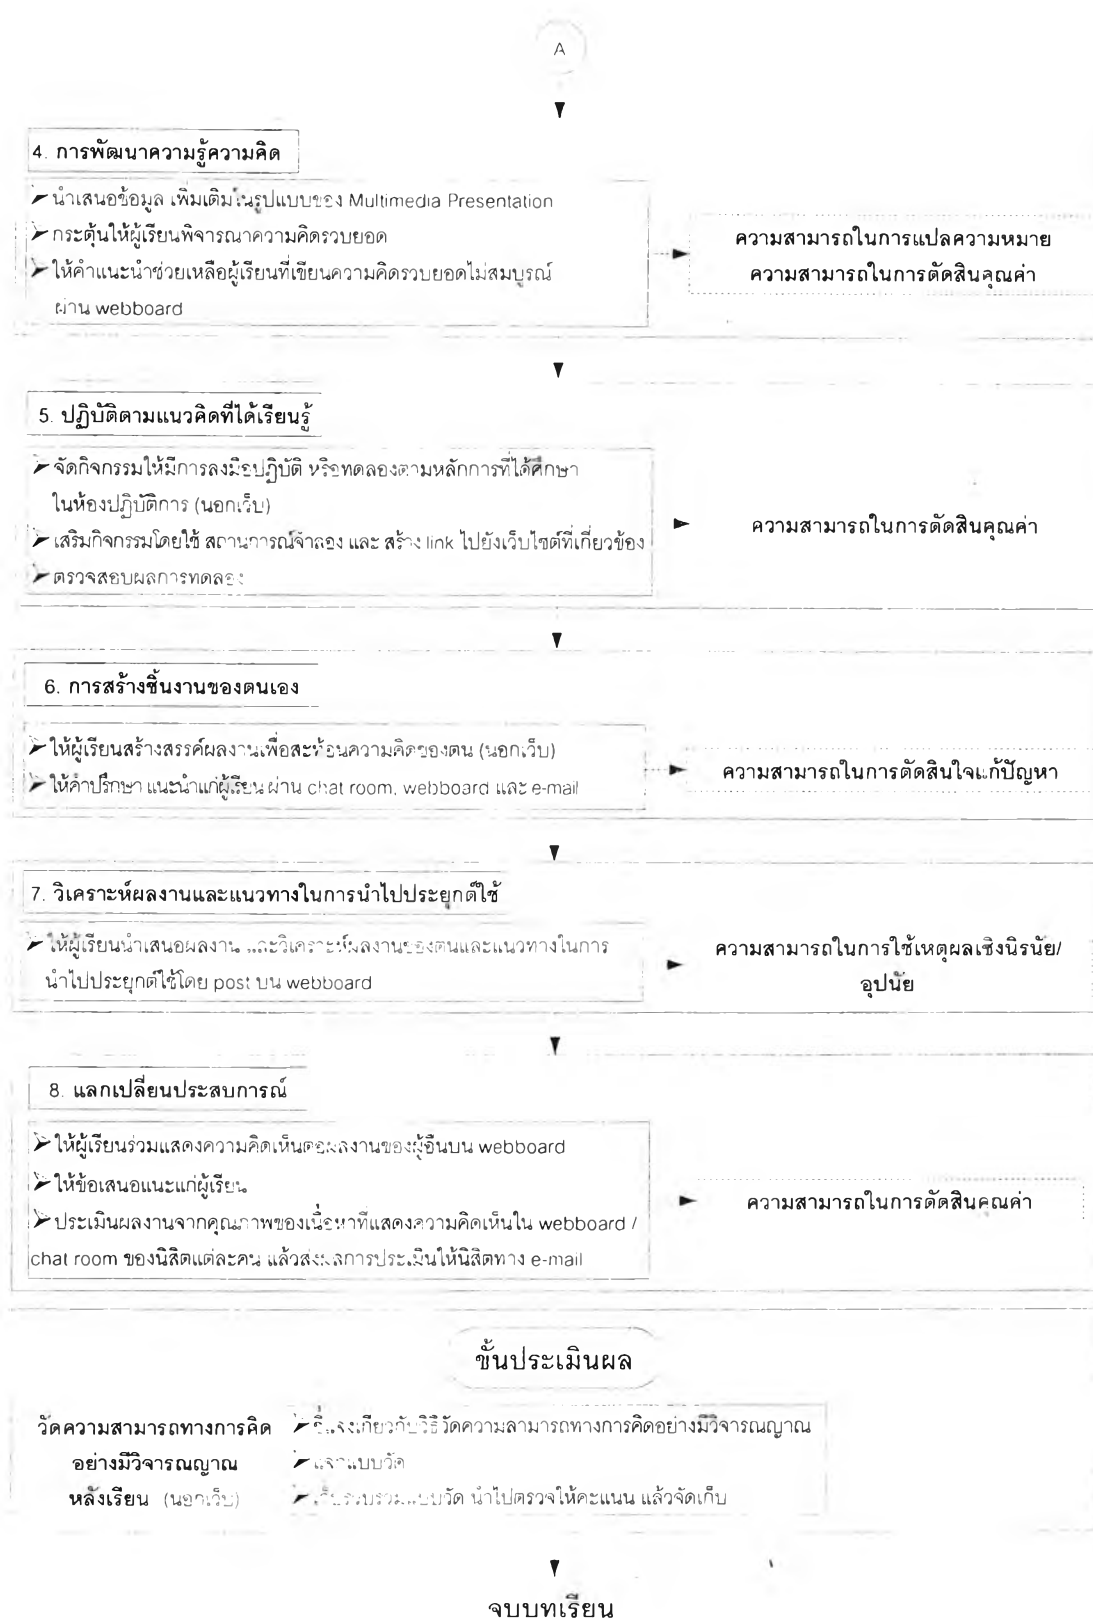 A
4. การพัฒนาความรู้ความคิด
➤ นำเสนอข้อมูล เพิ่มเติมในรูปแบบของ Multimedia Presentation
➤ กระตุ้นให้ผู้เรียนพิจารณาความคิดรวบยอด
➤ ให้คำแนะนำช่วยเหลือผู้เรียนที่เขียนความคิดรวบยอดไม่สมบูรณ์
ผ่าน webboard
ความสามารถในการแปลความหมาย
ความสามารถในการตัดสินคุณค่า
5. ปฏิบัติตามแนวคิดที่ได้เรียนรู้
➤ จัดกิจกรรมให้มีการลงมือปฏิบัติ หรือทดลองตามหลักการที่ได้ศึกษา
ในห้องปฏิบัติการ (นอกเว็บ)
➤ เสริมกิจกรรมโดยใช้ สถานการณ์จำลอง และ สร้าง link ไปยังเว็บไซต์ที่เกี่ยวข้อง
➤ ตรวจสอบผลการทดลอง
ความสามารถในการตัดสินคุณค่า
6. การสร้างชิ้นงานของตนเอง
➤ ให้ผู้เรียนสร้างสรรค์ผลงานเพื่อสะท้อนความคิดของตน (นอกเว็บ)
➤ ให้คำปรึกษา แนะนำแก่ผู้เรียน ผ่าน chat room, webboard และ e-mail
ความสามารถในการตัดสินใจแก้ปัญหา
7. วิเคราะห์ผลงานและแนวทางในการนำไปประยุกต์ใช้
➤ ให้ผู้เรียนนำเสนอผลงาน และวิเคราะห์ผลงานของตนและแนวทางในการ
นำไปประยุกต์ใช้โดย post บน webboard
ความสามารถในการใช้เหตุผลเชิงนิรนัย/
อุปนัย
8. แลกเปลี่ยนประสบการณ์
➤ ให้ผู้เรียนร่วมแสดงความคิดเห็นต่อผลงานของผู้อื่นบน webboard
➤ ให้ข้อเสนอแนะแก่ผู้เรียน
➤ ประเมินผลงานจากคุณภาพของเนื้อหาที่แสดงความคิดเห็นใน webboard /
chat room ของนิสิตแต่ละคน แล้วส่งผลการประเมินให้นิสิตทาง e-mail
ความสามารถในการตัดสินคุณค่า
ขั้นประเมินผล
วัดความสามารถทางการคิด
อย่างมีวิจารณญาณ
หลังเรียน (นอกเว็บ)
➤ ชี้แจงเกี่ยวกับวิธีวัดความสามารถทางการคิดอย่างมีวิจารณญาณ
➤ แจกแบบวัด
➤ เก็บรวบรวมแบบวัด นำไปตรวจให้คะแนน แล้วจัดเก็บ
จบบทเรียน